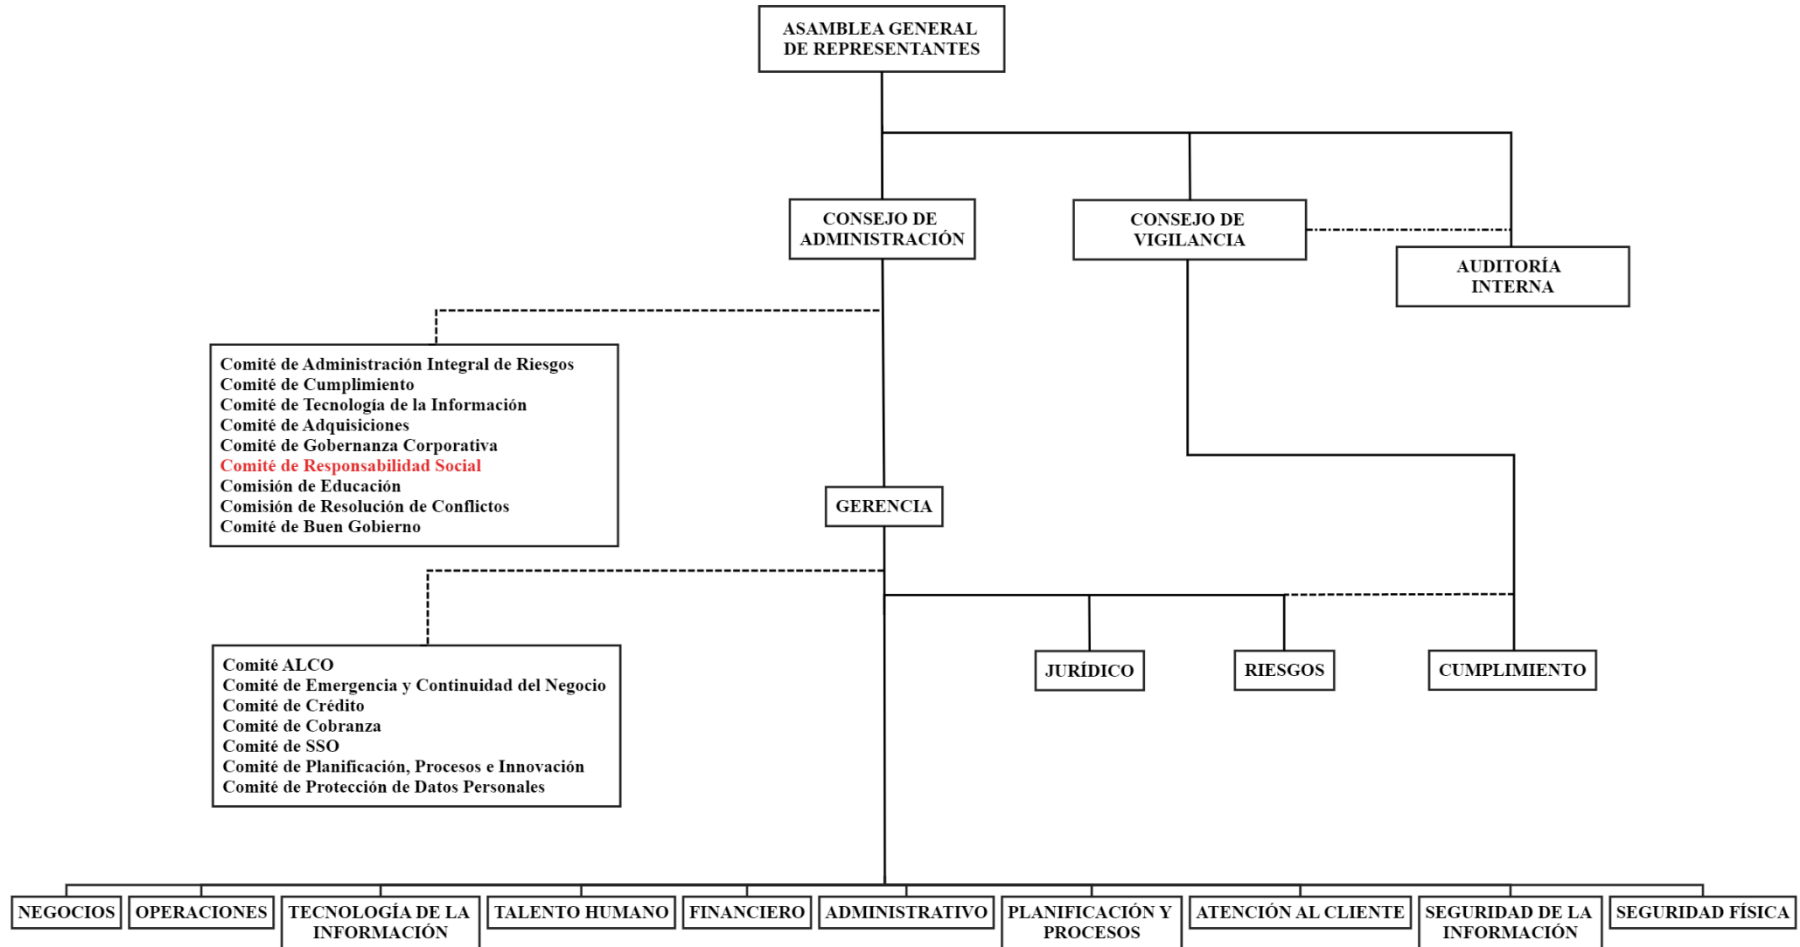 ASAMBLEA GENERAL
DE REPRESENTANTES
CONSEJO DE
ADMINISTRACIÓN
CONSEJO DE
VIGILANCIA
AUDITORÍA
INTERNA
Comité de Administración Integral de Riesgos
Comité de Cumplimiento
Comité de Tecnología de la Información
Comité de Adquisiciones
Comité de Gobernanza Corporativa
Comité de Responsabilidad Social
Comisión de Educación
Comisión de Resolución de Conflictos
Comité de Buen Gobierno
GERENCIA
Comité ALCO
Comité de Emergencia y Continuidad del Negocio
Comité de Crédito
Comité de Cobranza
Comité de SSO
Comité de Planificación, Procesos e Innovación
Comité de Protección de Datos Personales
JURÍDICO
RIESGOS
CUMPLIMIENTO
NEGOCIOS
OPERACIONES
TECNOLOGÍA DE LA
INFORMACIÓN
TALENTO HUMANO
FINANCIERO
ADMINISTRATIVO
PLANIFICACIÓN Y
PROCESOS
ATENCIÓN AL CLIENTE
SEGURIDAD DE LA
INFORMACIÓN
SEGURIDAD FÍSICA